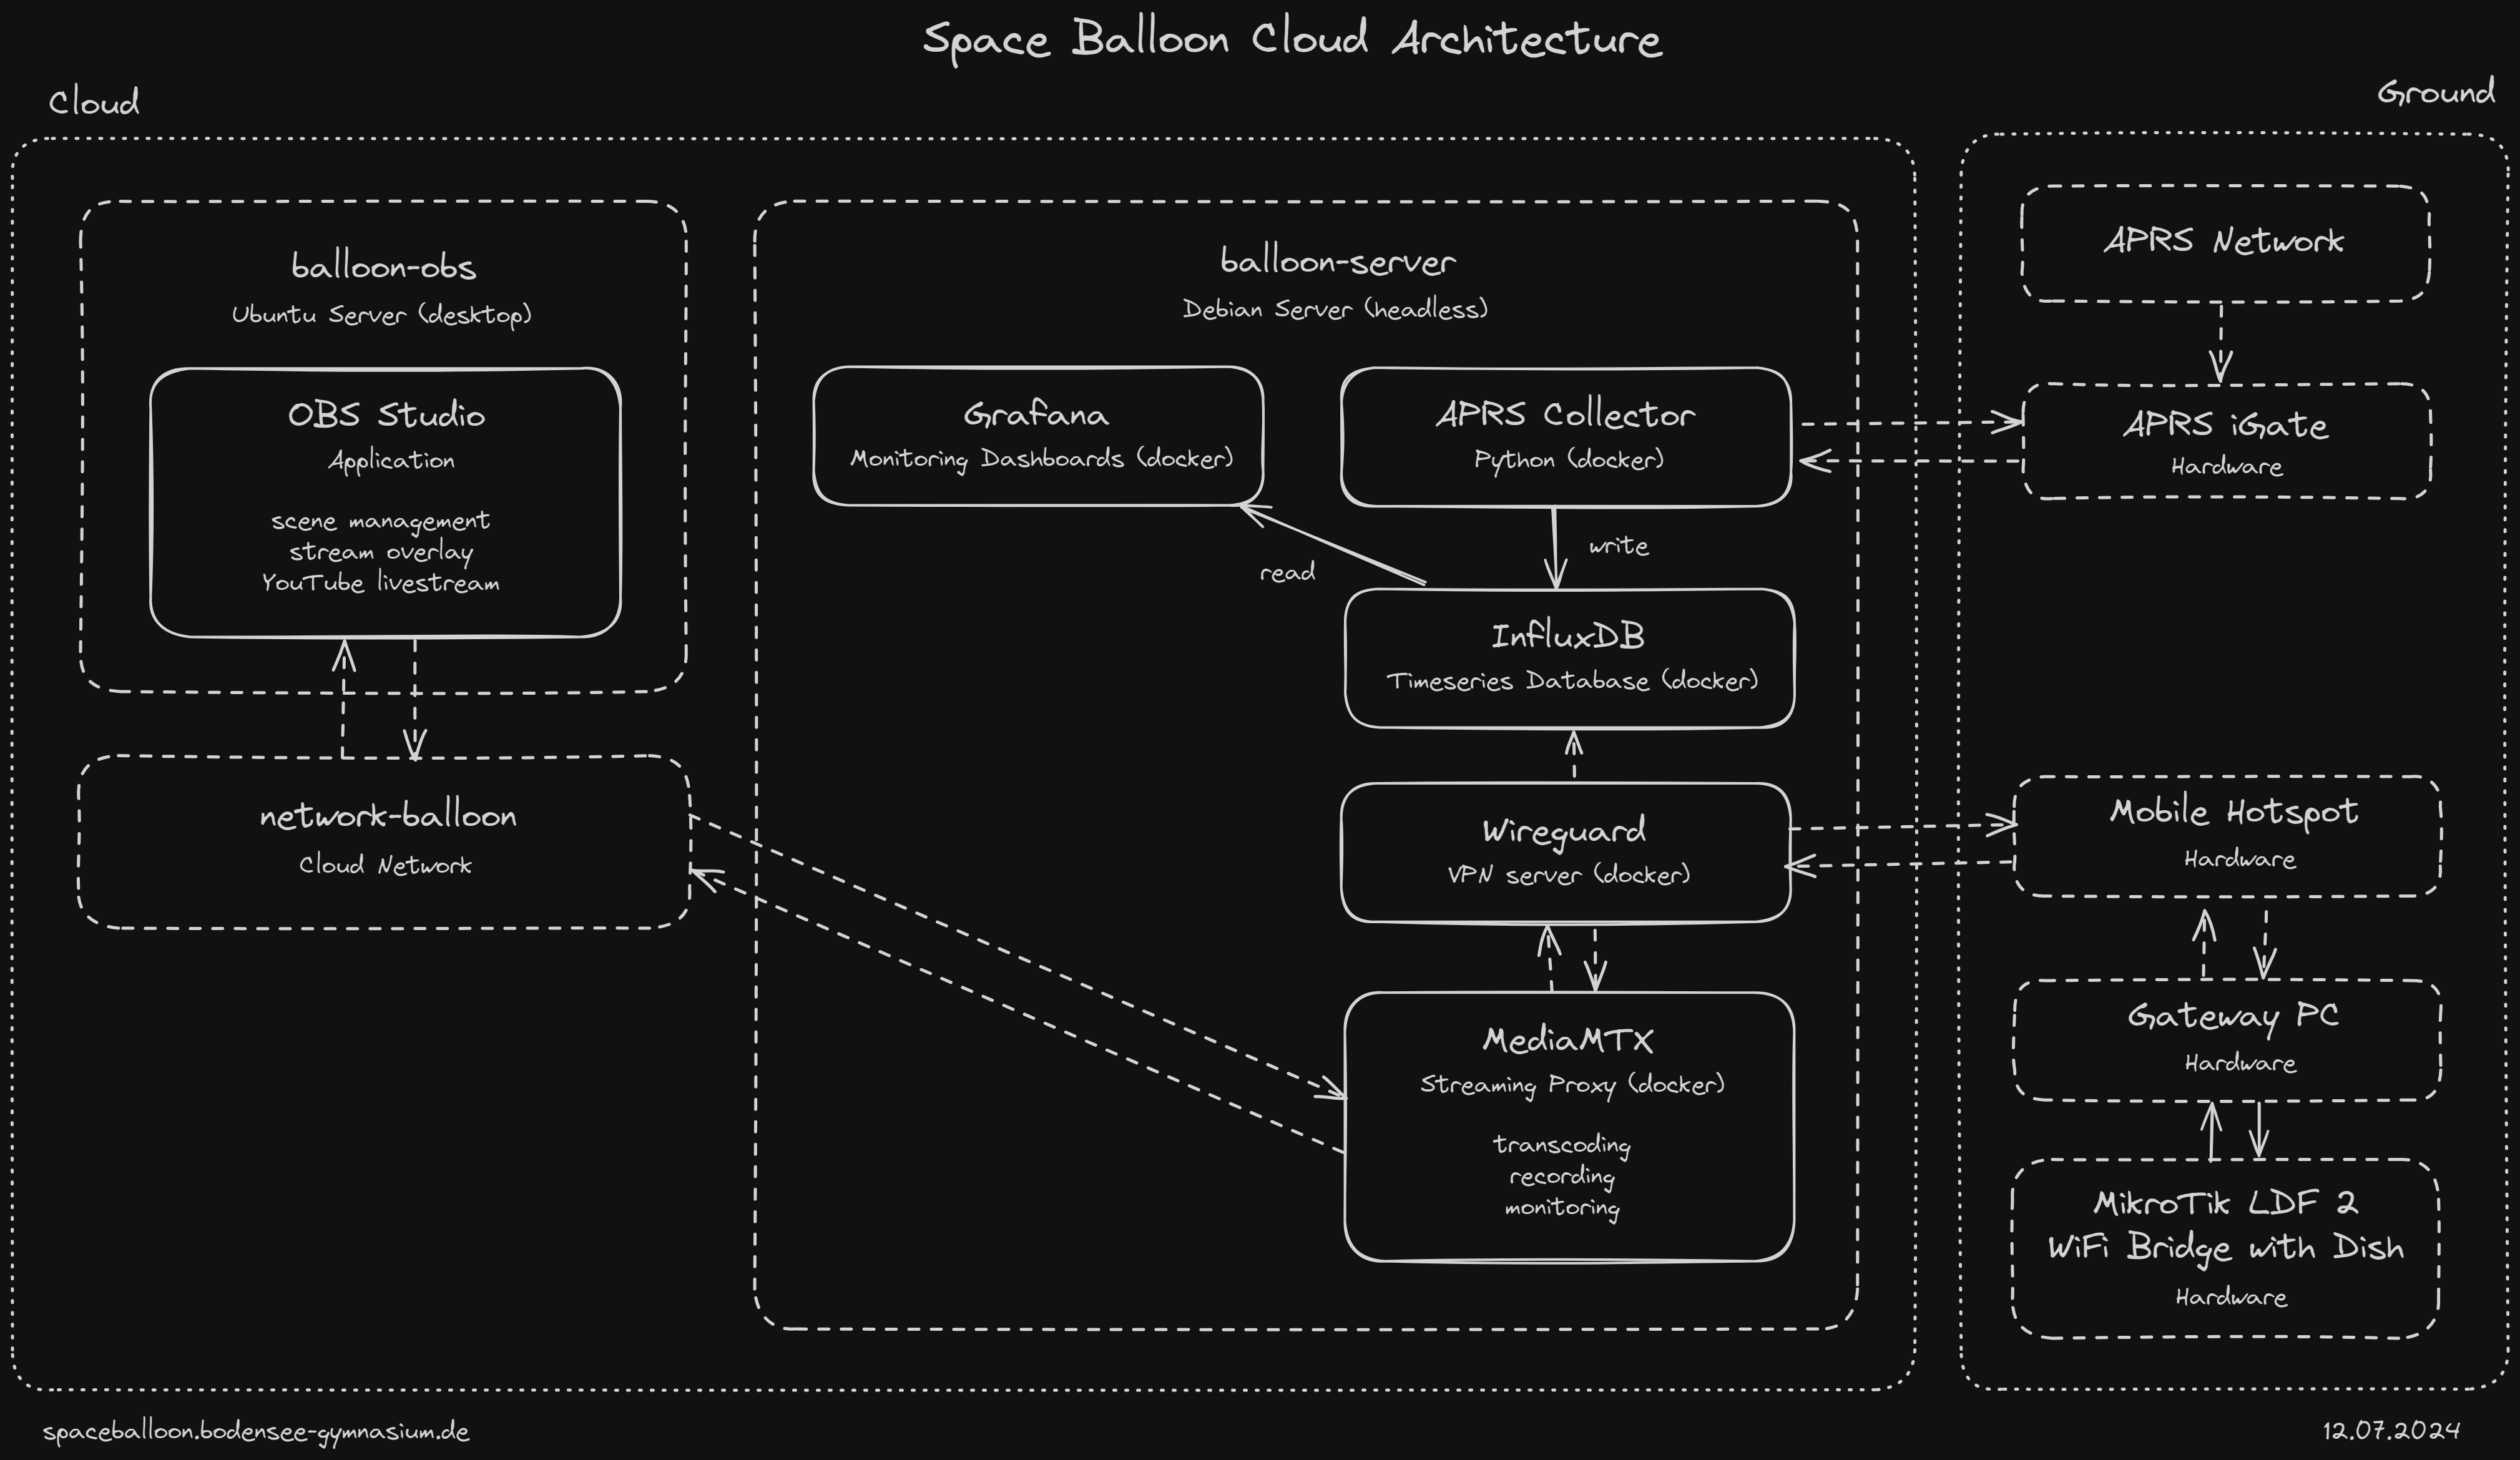 Space Balloon Cloud Architecture
Cloud
Ground
balloon-obs
Ubuntu Server (desktop)
OBS Studio
Application
scene management
stream overlay
YouTube livestream
network-balloon
Cloud Network
balloon-server
Debian Server (headless)
Grafana
Monitoring Dashboards (docker)
APRS Collector
Python (docker)
read
write
InfluxDB
Timeseries Database (docker)
Wireguard
VPN server (docker)
MediaMTX
Streaming Proxy (docker)
transcoding
recording
monitoring
APRS Network
APRS iGate
Hardware
Mobile Hotspot
Hardware
Gateway PC
Hardware
MikroTik LDF 2
WiFi Bridge with Dish
Hardware
spaceballoon.bodensee-gymnasium.de
12.07.2024